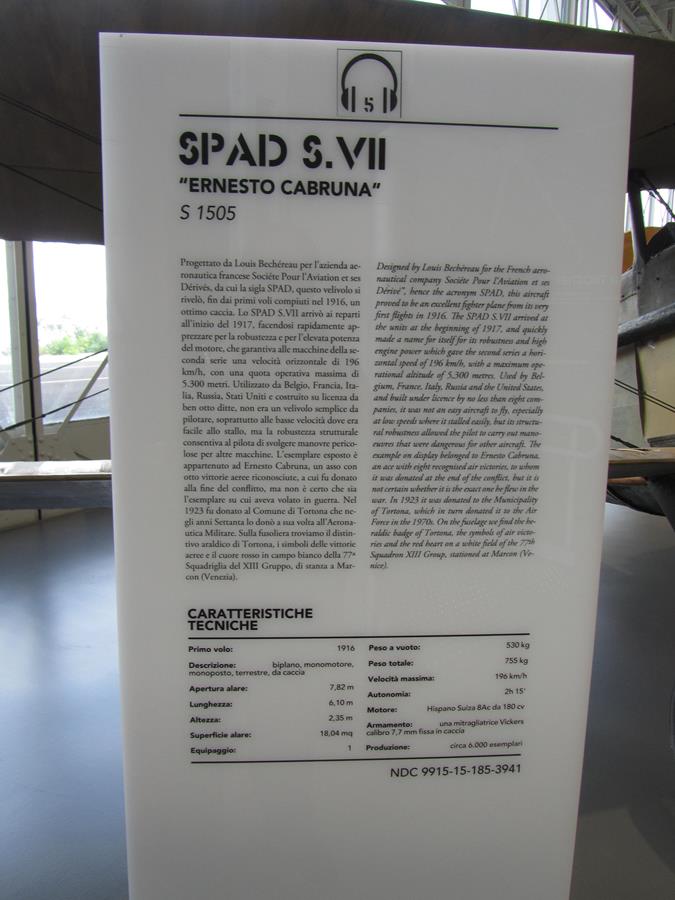 5
SPAD S.VII
"ERNESTO CABRUNA"
S 1505
Progettato da Louis Bechéreau per l'azienda ae-
ronautica francese Sociéte Pour l'Aviation et ses
Dérivés, da cui la sigla SPAD, questo velivolo si
rivelò, fin dai primi voli compiuti nel 1916, un
ottimo caccia. Lo SPAD S.VII arrivò ai reparti
all'inizio del 1917, facendosi rapidamente ap-
prezzare per la robustezza e per l'elevata potenza
del motore, che garantiva alle macchine della se-
conda serie una velocità orizzontale di 196
km/h, con una quota operativa massima di
5.300 metri. Utilizzato da Belgio, Francia, Ita-
lia, Russia, Stati Uniti e costruito su licenza da
ben otto ditte, non era un velivolo semplice da
pilotare, soprattutto alle basse velocità dove era
facile allo stallo, ma la robustezza strutturale
consentiva al pilota di svolgere manovre perico-
lose per altre macchine. L'esemplare esposto è
appartenuto ad Ernesto Cabruna, un asso con
otto vittorie aeree riconosciute, a cui fu donato
alla fine del conflitto, ma non è certo che sia
l'esemplare su cui aveva volato in guerra. Nel
1923 fu donato al Comune di Tortona che ne-
gli anni Settanta lo donò a sua volta all'Aerona-
utica Militare. Sulla fusoliera troviamo il distin-
tivo araldico di Tortona, i simboli delle vittorie
aeree e il cuore rosso in campo bianco della 77ª
Squadriglia del XIII Gruppo, di stanza a Mar-
con (Venezia).
Designed by Louis Bechéreau for the French aero-
nautical company Sociéte Pour l'Aviation et ses
Dérivé", hence the acronym SPAD, this aircraft
proved to be an excellent fighter plane from its very
first flights in 1916. The SPAD S.VII arrived at
the units at the beginning of 1917, and quickly
made a name for itself for its robustness and high
engine power which gave the second series a hori-
zontal speed of 196 km/h, with a maximum ope-
rational altitude of 5,300 metres. Used by Bel-
gium, France, Italy, Russia and the United States,
and built under licence by no less than eight com-
panies, it was not an easy aircraft to fly, especially
at low speeds where it stalled easily, but its structu-
ral robustness allowed the pilot to carry out mano-
euvres that were dangerous for other aircraft. The
example on display belonged to Ernesto Cabruna,
an ace with eight recognised air victories, to whom
it was donated at the end of the conflict, but it is
not certain whether it is the exact one he flew in the
war. In 1923 it was donated to the Municipality
of Tortona, which in turn donated it to the Air
Force in the 1970s. On the fuselage we find the he-
raldic badge of Tortona, the symbols of air victo-
ries and the red heart on a white field of the 77th
Squadron XIII Group, stationed at Marcon (Ve-
nice).
CARATTERISTICHE
TECNICHE
Primo volo: 1916
Descrizione: biplano, monomotore,
monoposto, terrestre, da caccia
Apertura alare: 7,82 m
Lunghezza: 6,10 m
Altezza: 2,35 m
Superficie alare: 18,04 mq
Equipaggio: 1
Peso a vuoto: 530 kg
Peso totale: 755 kg
Velocità massima: 196 km/h
Autonomia: 2h 15'
Motore: Hispano Suiza 8Ac da 180 cv
Armamento: una mitragliatrice Vickers
calibro 7,7 mm fissa in caccia
Produzione: circa 6.000 esemplari
NDC 9915-15-185-3941